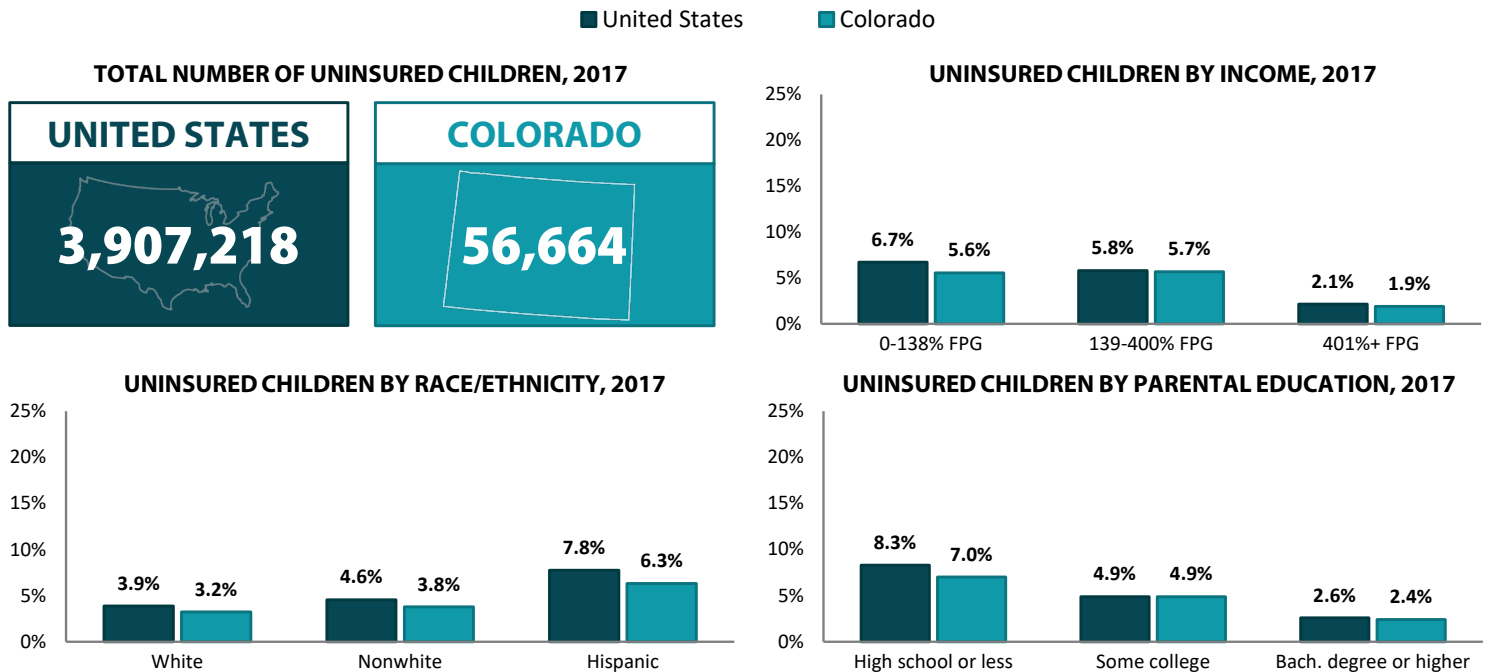 United States Colorado
TOTAL NUMBER OF UNINSURED CHILDREN, 2017
UNITED STATES
3,907,218
COLORADO
56,664
UNINSURED CHILDREN BY INCOME, 2017
25%
20%
15%
10%
5%
0%
6.7% 5.6% 5.8% 5.7% 2.1% 1.9%
0-138% FPG 139-400% FPG 401%+ FPG
UNINSURED CHILDREN BY RACE/ETHNICITY, 2017
25%
20%
15%
10%
5%
0%
3.9% 3.2% 4.6% 3.8% 7.8% 6.3%
White Nonwhite Hispanic
UNINSURED CHILDREN BY PARENTAL EDUCATION, 2017
25%
20%
15%
10%
5%
0%
8.3% 7.0% 4.9% 4.9% 2.6% 2.4%
High school or less Some college Bach. degree or higher